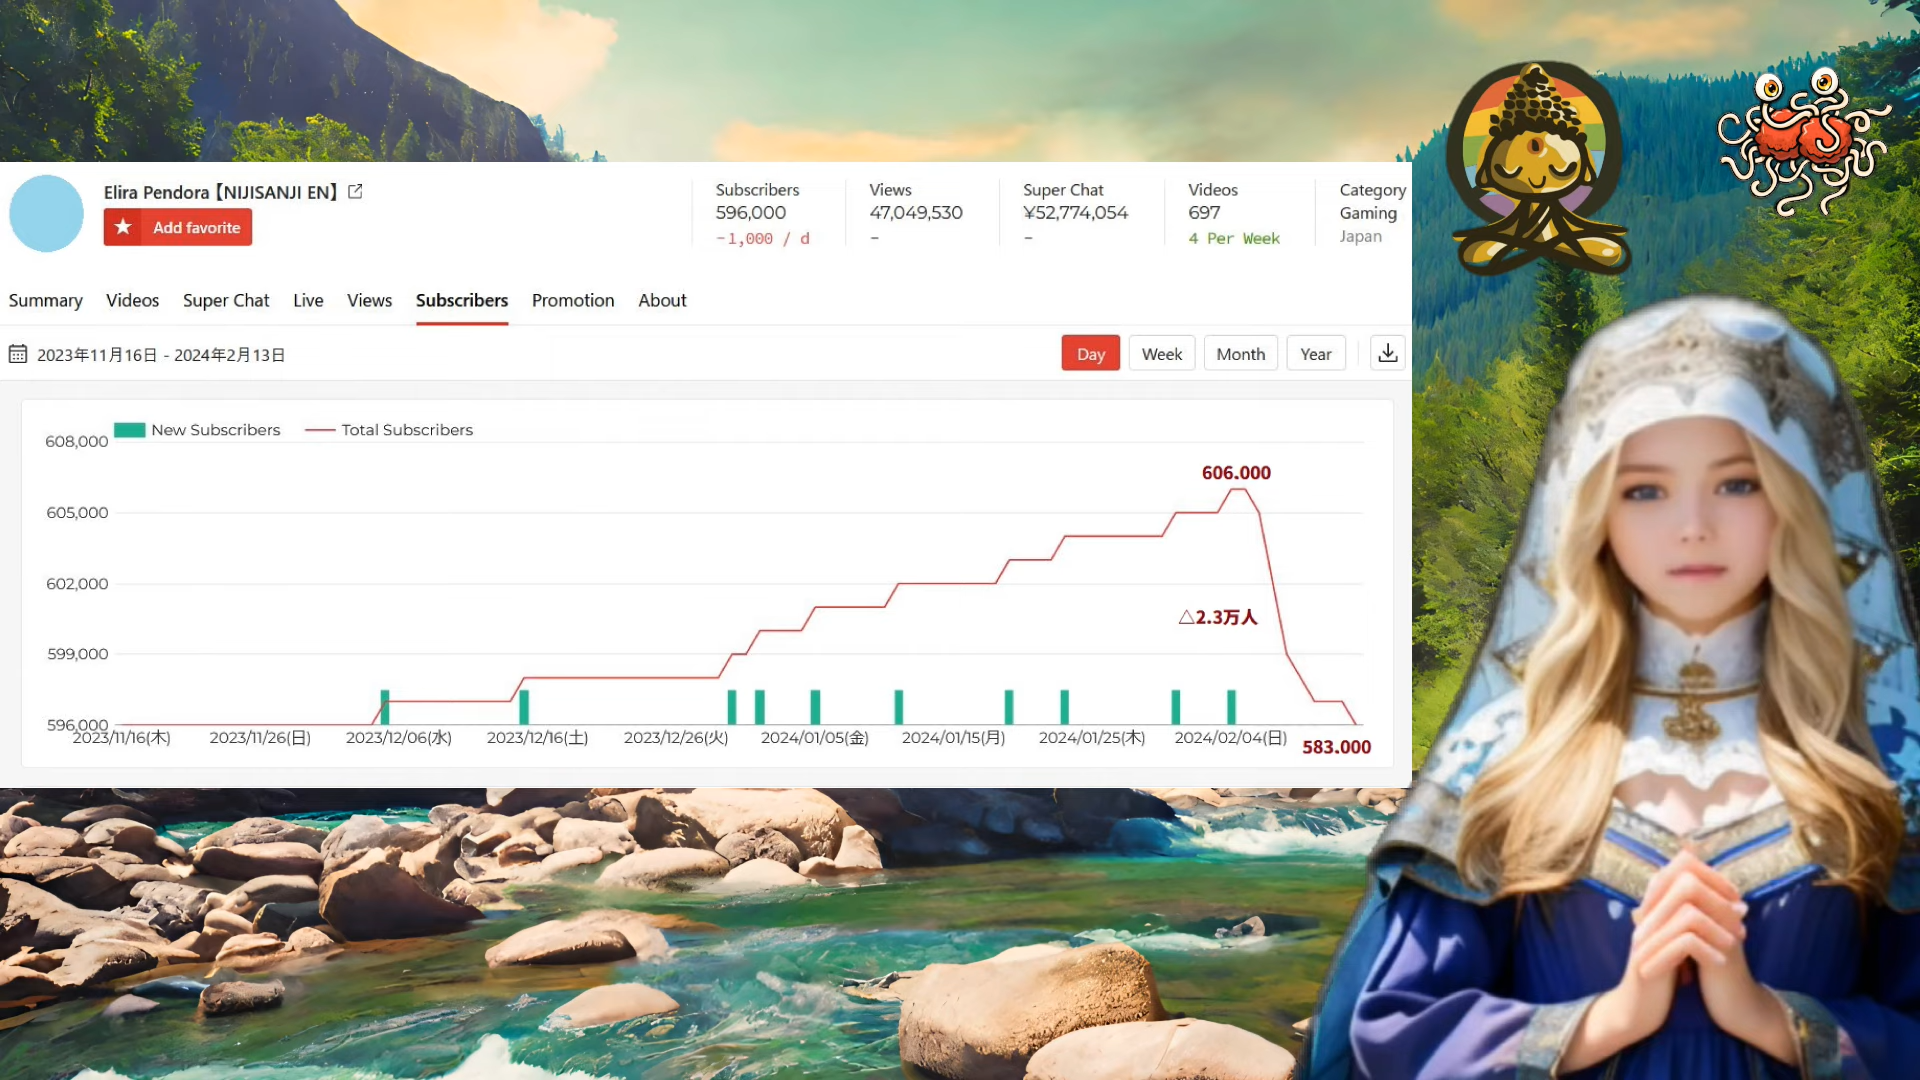 Elira Pendora【NIJISANJI EN】
★ Add favorite
Subscribers
596,000
-1,000 / d
Views
47,049,530
-
Super Chat
¥52,774,054
-
Videos
697
4 Per Week
Category
Gaming
Japan
Summary Videos Super Chat Live Views Subscribers Promotion About
2023年11月16日 - 2024年2月13日
Day Week Month Year
New Subscribers Total Subscribers
608,000
605,000
602,000
599,000
596,000
606.000
△2.3万人
583.000
2023/11/16(木) 2023/11/26(日) 2023/12/06(水) 2023/12/16(土) 2023/12/26(火) 2024/01/05(金) 2024/01/15(月) 2024/01/25(木) 2024/02/04(日)